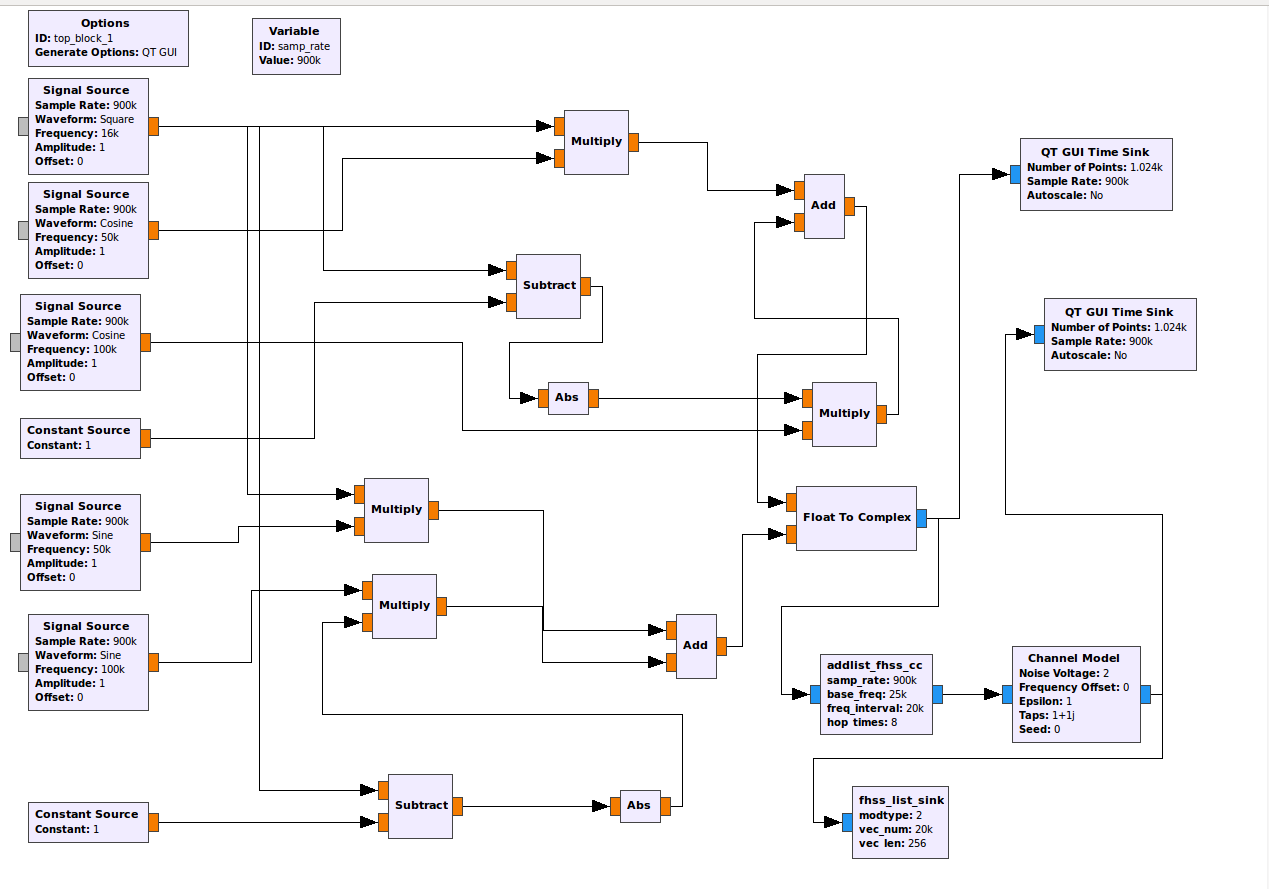 Options
ID: top_block_1
Generate Options: QT GUI
Variable
ID: samp_rate
Value: 900k
Signal Source
Sample Rate: 900k
Waveform: Square
Frequency: 16k
Amplitude: 1
Offset: 0
Signal Source
Sample Rate: 900k
Waveform: Cosine
Frequency: 50k
Amplitude: 1
Offset: 0
Signal Source
Sample Rate: 900k
Waveform: Cosine
Frequency: 100k
Amplitude: 1
Offset: 0
Constant Source
Constant: 1
Signal Source
Sample Rate: 900k
Waveform: Sine
Frequency: 50k
Amplitude: 1
Offset: 0
Signal Source
Sample Rate: 900k
Waveform: Sine
Frequency: 100k
Amplitude: 1
Offset: 0
Constant Source
Constant: 1
Multiply
Subtract
Abs
Multiply
Multiply
Subtract
Abs
Add
Add
Multiply
Float To Complex
QT GUI Time Sink
Number of Points: 1.024k
Sample Rate: 900k
Autoscale: No
QT GUI Time Sink
Number of Points: 1.024k
Sample Rate: 900k
Autoscale: No
addlist_fhss_cc
samp_rate: 900k
base_freq: 25k
freq_interval: 20k
hop_times: 8
Channel Model
Noise Voltage: 2
Frequency Offset: 0
Epsilon: 1
Taps: 1+1j
Seed: 0
fhss_list_sink
modtype: 2
vec_num: 20k
vec_len: 256